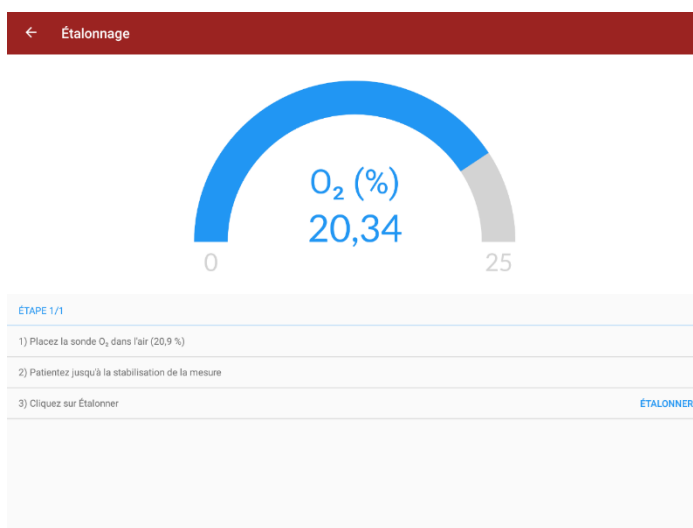 Étalonnage
O₂ (%)
20,34
0
25
ÉTAPE 1/1
1) Placez la sonde O₂ dans l'air (20,9 %)
2) Patientez jusqu'à la stabilisation de la mesure
3) Cliquez sur Étalonner
ÉTALONNER